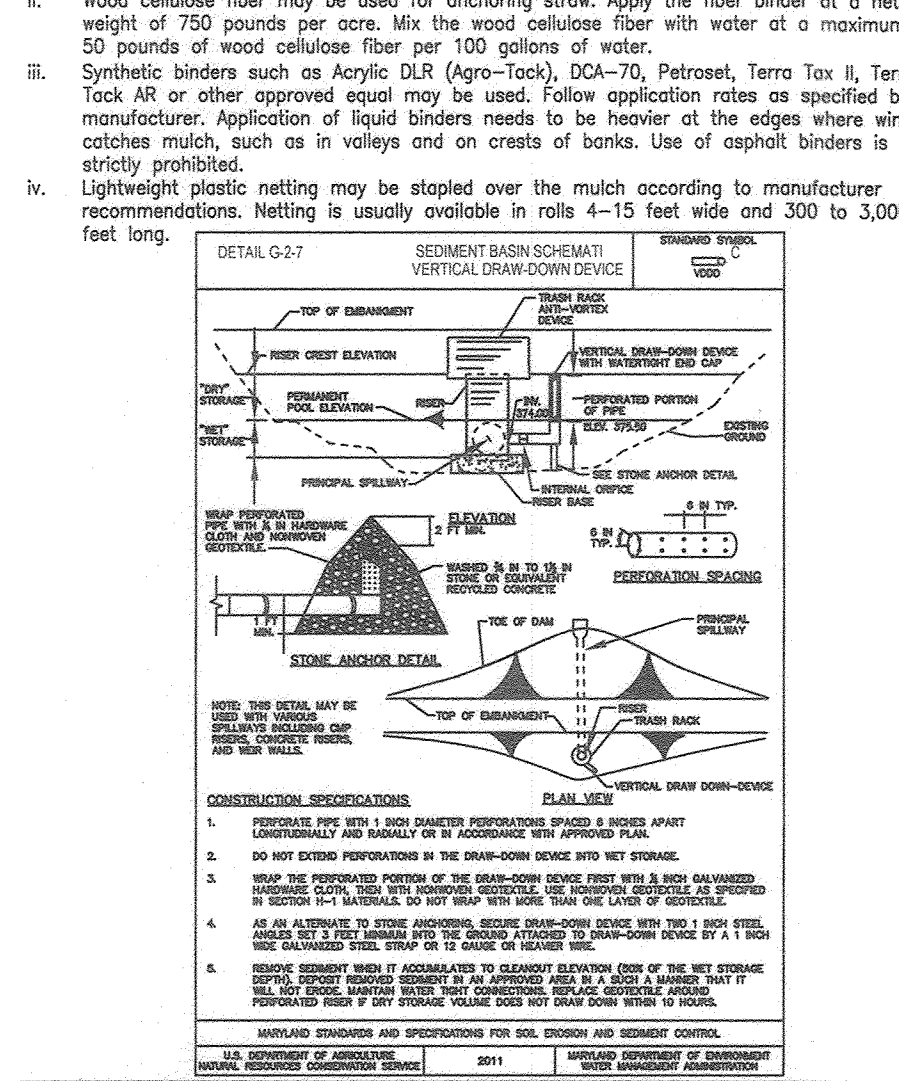 ii. Wood cellulose fiber may be used for anchoring straw. Apply the fiber binder at a net
weight of 750 pounds per acre. Mix the wood cellulose fiber with water at a maximum
50 pounds of wood cellulose fiber per 100 gallons of water.
iii. Synthetic binders such as Acrylic DLR (Agro-Tack), DCA-70, Petroset, Terra Tax II, Ter
Tack AR or other approved equal may be used. Follow application rates as specified b
manufacturer. Application of liquid binders needs to be heavier at the edges where win
catches mulch, such as in valleys and on crests of banks. Use of asphalt binders is
strictly prohibited.
iv. Lightweight plastic netting may be stapled over the mulch according to manufacturer
recommendations. Netting is usually available in rolls 4-15 feet wide and 300 to 3,00
feet long.
DETAIL G-2-7
SEDIMENT BASIN SCHEMATI
VERTICAL DRAW-DOWN DEVICE
STANDARD SYMBOL
C
VDDD
TOP OF EMBANKMENT
TRASH RACK
ANTI-VORTEX
DEVICE
RISER CREST ELEVATION
VERTICAL DRAW-DOWN DEVICE
WITH WATERTIGHT END CAP
"DRY"
STORAGE
PERMANENT
POOL ELEVATION
RISER
INV.
374.00
PERFORATED PORTION
OF PIPE
ELEV. 375.50
EXISTING
GROUND
"WET"
STORAGE
PRINCIPAL SPILLWAY
SEE STONE ANCHOR DETAIL
INTERNAL ORIFICE
RISER BASE
WRAP PERFORATED
PIPE WITH ¼ IN HARDWARE
CLOTH AND NONWOVEN
GEOTEXTILE.
ELEVATION
2 FT MIN.
6 IN TYP.
6 IN
TYP.
PERFORATION SPACING
WASHED ¾ IN TO 1½ IN
STONE OR EQUIVALENT
RECYCLED CONCRETE
1 FT
MIN.
STONE ANCHOR DETAIL
TOE OF DAM
PRINCIPAL
SPILLWAY
NOTE: THIS DETAIL MAY BE
USED WITH VARIOUS
SPILLWAYS INCLUDING CMP
RISERS, CONCRETE RISERS,
AND WEIR WALLS.
TOP OF EMBANKMENT
RISER
TRASH RACK
VERTICAL DRAW DOWN-DEVICE
PLAN VIEW
CONSTRUCTION SPECIFICATIONS
1. PERFORATE PIPE WITH 1 INCH DIAMETER PERFORATIONS SPACED 6 INCHES APART
LONGITUDINALLY AND RADIALLY OR IN ACCORDANCE WITH APPROVED PLAN.
2. DO NOT EXTEND PERFORATIONS IN THE DRAW-DOWN DEVICE INTO WET STORAGE.
3. WRAP THE PERFORATED PORTION OF THE DRAW-DOWN DEVICE FIRST WITH ¼ INCH GALVANIZED
HARDWARE CLOTH, THEN WITH NONWOVEN GEOTEXTILE. USE NONWOVEN GEOTEXTILE AS SPECIFIED
IN SECTION H-1 MATERIALS. DO NOT WRAP WITH MORE THAN ONE LAYER OF GEOTEXTILE.
4. AS AN ALTERNATE TO STONE ANCHORING, SECURE DRAW-DOWN DEVICE WITH TWO 1 INCH STEEL
ANGLES SET 3 FEET MINIMUM INTO THE GROUND ATTACHED TO DRAW-DOWN DEVICE BY A 1 INCH
WIDE GALVANIZED STEEL STRAP OR 12 GAUGE OR HEAVIER WIRE.
5. REMOVE SEDIMENT WHEN IT ACCUMULATES TO CLEANOUT ELEVATION (50% OF THE WET STORAGE
DEPTH). DEPOSIT REMOVED SEDIMENT IN AN APPROVED AREA IN A SUCH A MANNER THAT IT
WILL NOT ERODE. MAINTAIN WATER TIGHT CONNECTIONS. REPLACE GEOTEXTILE AROUND
PERFORATED RISER IF DRY STORAGE VOLUME DOES NOT DRAW DOWN WITHIN 10 HOURS.
MARYLAND STANDARDS AND SPECIFICATIONS FOR SOIL EROSION AND SEDIMENT CONTROL
U.S. DEPARTMENT OF AGRICULTURE
NATURAL RESOURCES CONSERVATION SERVICE
2011
MARYLAND DEPARTMENT OF ENVIRONMENT
WATER MANAGEMENT ADMINISTRATION